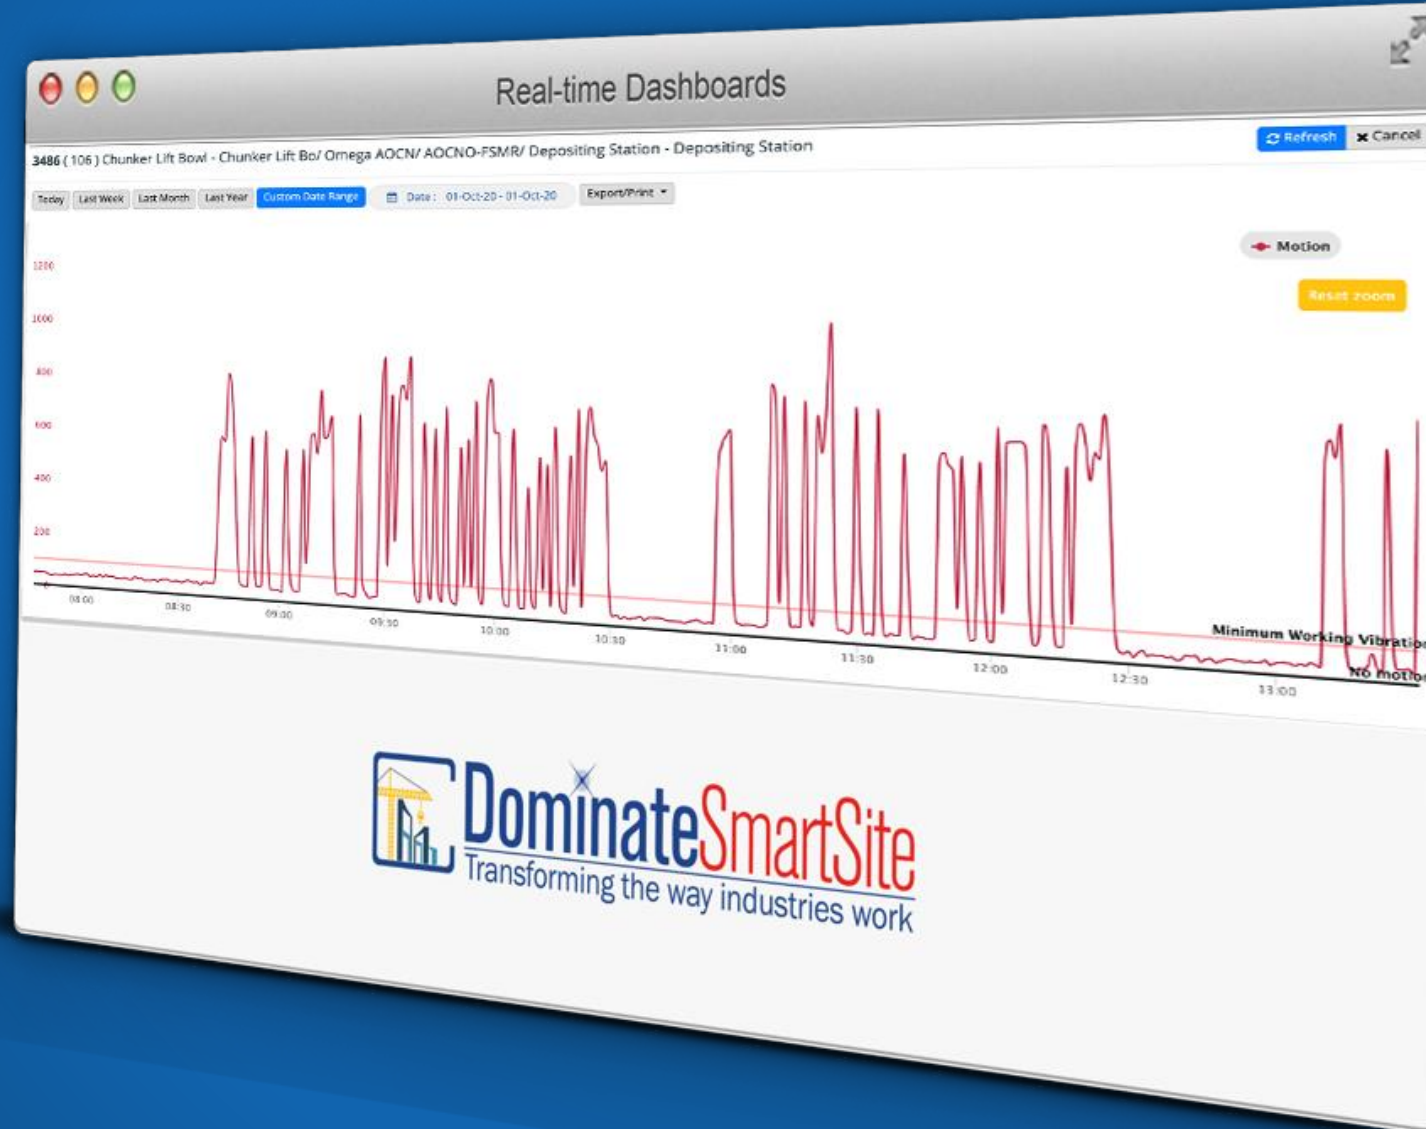 Real-time Dashboards
3486 ( 106 ) Chunker Lift Bowl - Chunker Lift Bo/ Omega AOCN/ AOCNO-FSMR/ Depositing Station - Depositing Station
Refresh
Cancel
Today
Last Week
Last Month
Last Year
Custom Date Range
Date : 01-Oct-20 - 01-Oct-20
Export/Print
Motion
Reset zoom
1200
1000
800
600
400
200
0
Minimum Working Vibration
No motion
08:00
08:30
09:00
09:30
10:00
10:30
11:00
11:30
12:00
12:30
13:00
DominateSmartSite
Transforming the way industries work